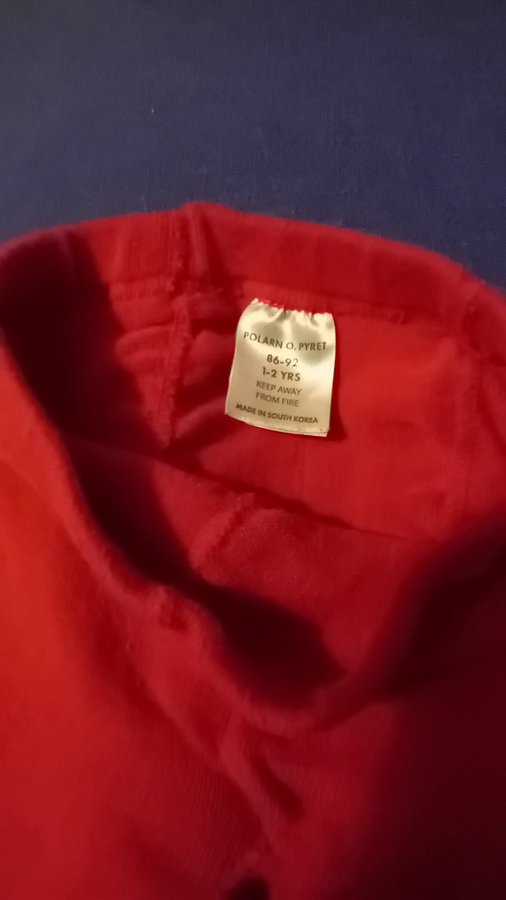 POLARN O. PYRET
86-92
1-2 YRS
KEEP AWAY
FROM FIRE
MADE IN SOUTH KOREA